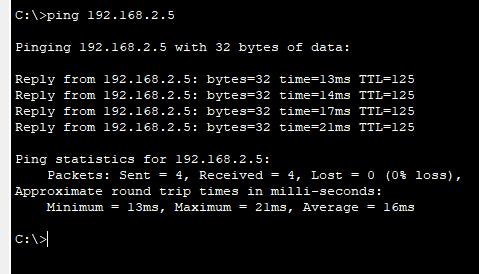 C:\>ping 192.168.2.5
Pinging 192.168.2.5 with 32 bytes of data:
Reply from 192.168.2.5: bytes=32 time=13ms TTL=125
Reply from 192.168.2.5: bytes=32 time=14ms TTL=125
Reply from 192.168.2.5: bytes=32 time=17ms TTL=125
Reply from 192.168.2.5: bytes=32 time=21ms TTL=125
Ping statistics for 192.168.2.5:
    Packets: Sent = 4, Received = 4, Lost = 0 (0% loss),
Approximate round trip times in milli-seconds:
    Minimum = 13ms, Maximum = 21ms, Average = 16ms
C:\>